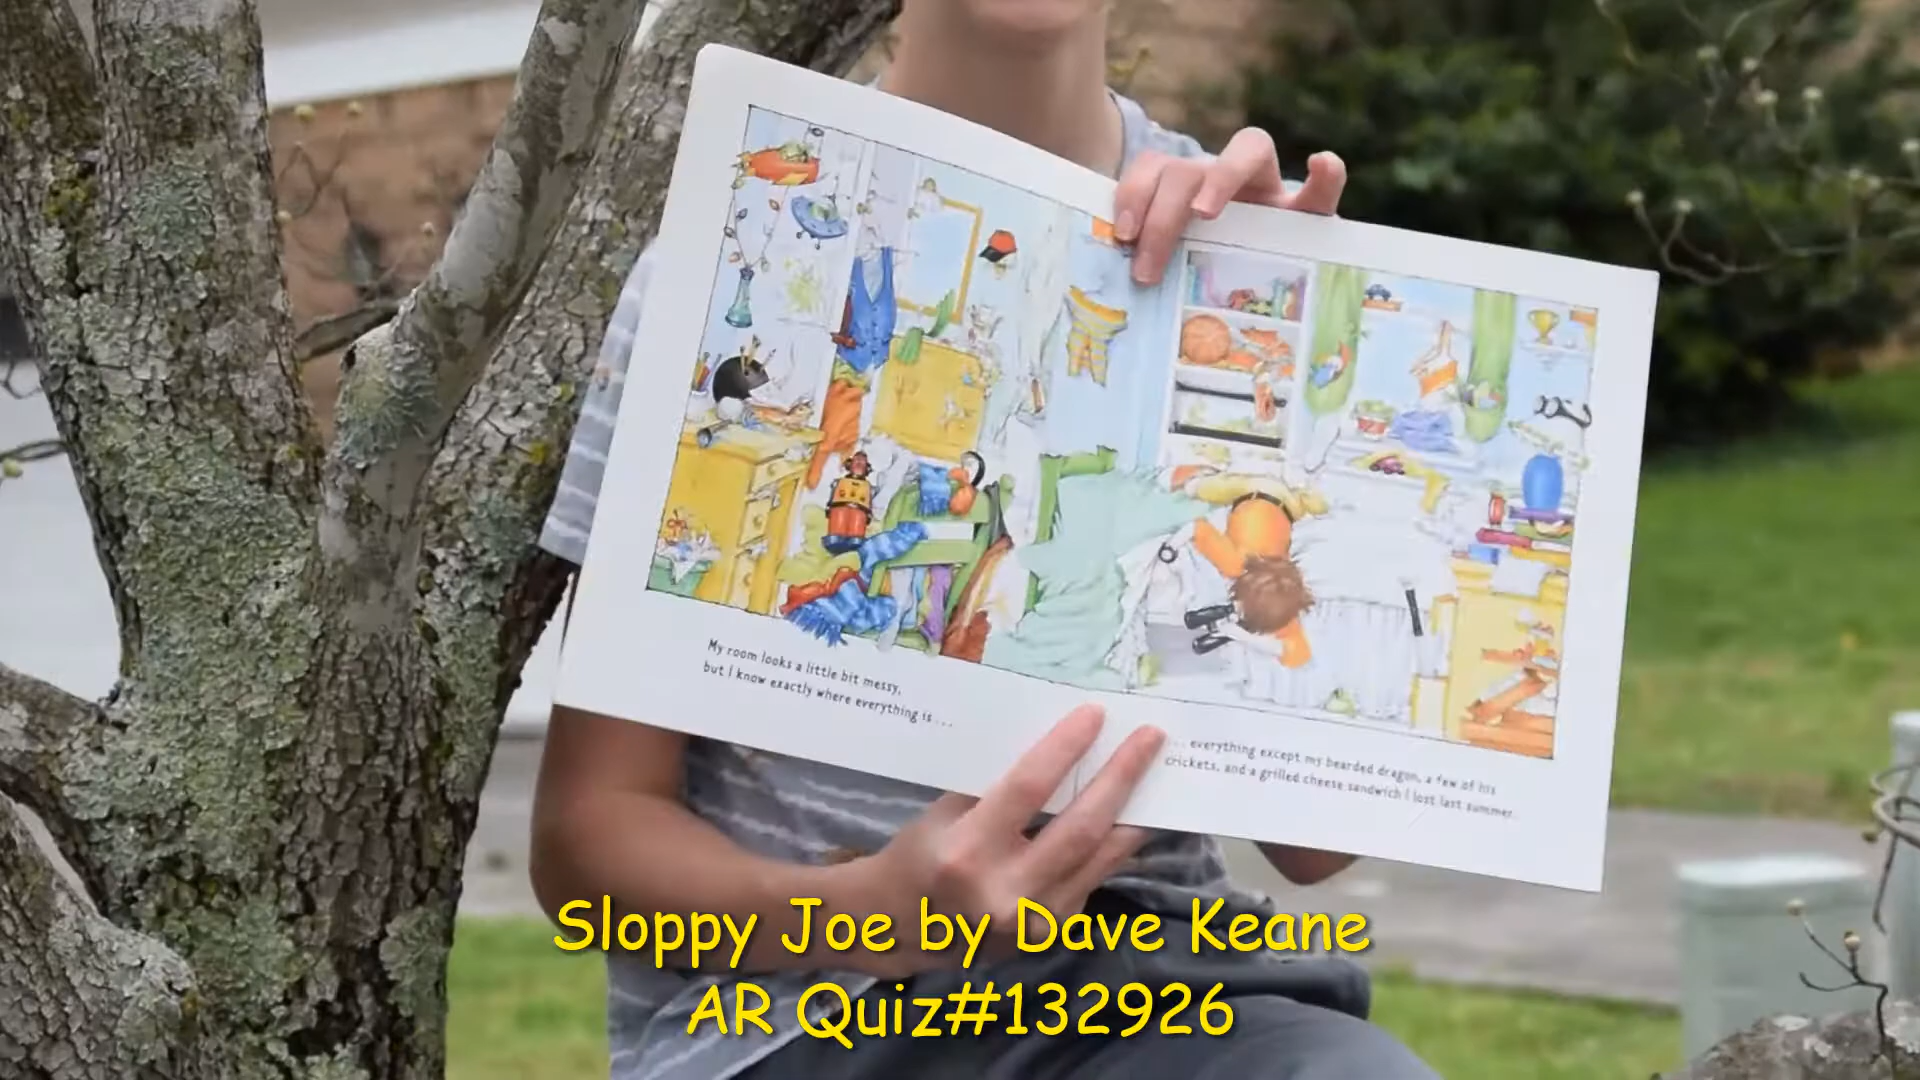 My room looks a little bit messy,
but I know exactly where everything is . . .
. . . everything except my bearded dragon, a few of his
crickets, and a grilled cheese sandwich I lost last summer.
Sloppy Joe by Dave Keane
AR Quiz#132926